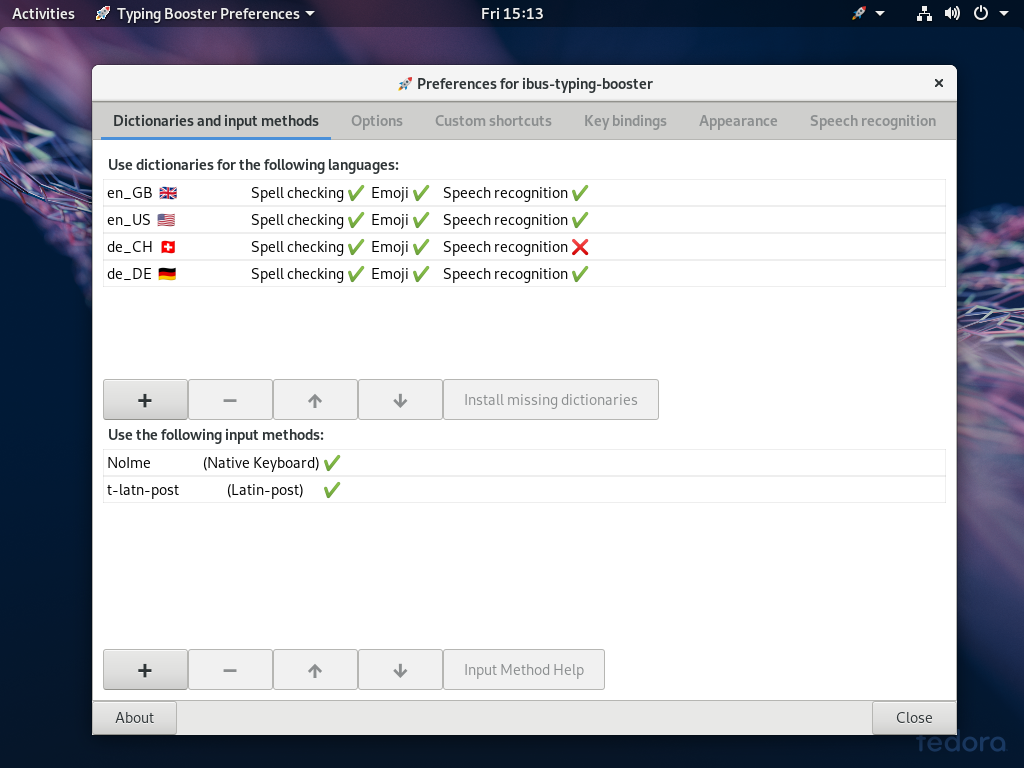 Activities Typing Booster Preferences Fri 15:13
Preferences for ibus-typing-booster
Dictionaries and input methods Options Custom shortcuts Key bindings Appearance Speech recognition
Use dictionaries for the following languages:
en_GB 🇬🇧 Spell checking ✔️ Emoji ✔️ Speech recognition ✔️
en_US 🇺🇸 Spell checking ✔️ Emoji ✔️ Speech recognition ✔️
de_CH 🇨🇭 Spell checking ✔️ Emoji ✔️ Speech recognition ❌
de_DE 🇩🇪 Spell checking ✔️ Emoji ✔️ Speech recognition ✔️
+ − ↑ ↓ Install missing dictionaries
Use the following input methods:
NoIme (Native Keyboard) ✔️
t-latn-post (Latin-post) ✔️
+ − ↑ ↓ Input Method Help
About Close
fedora